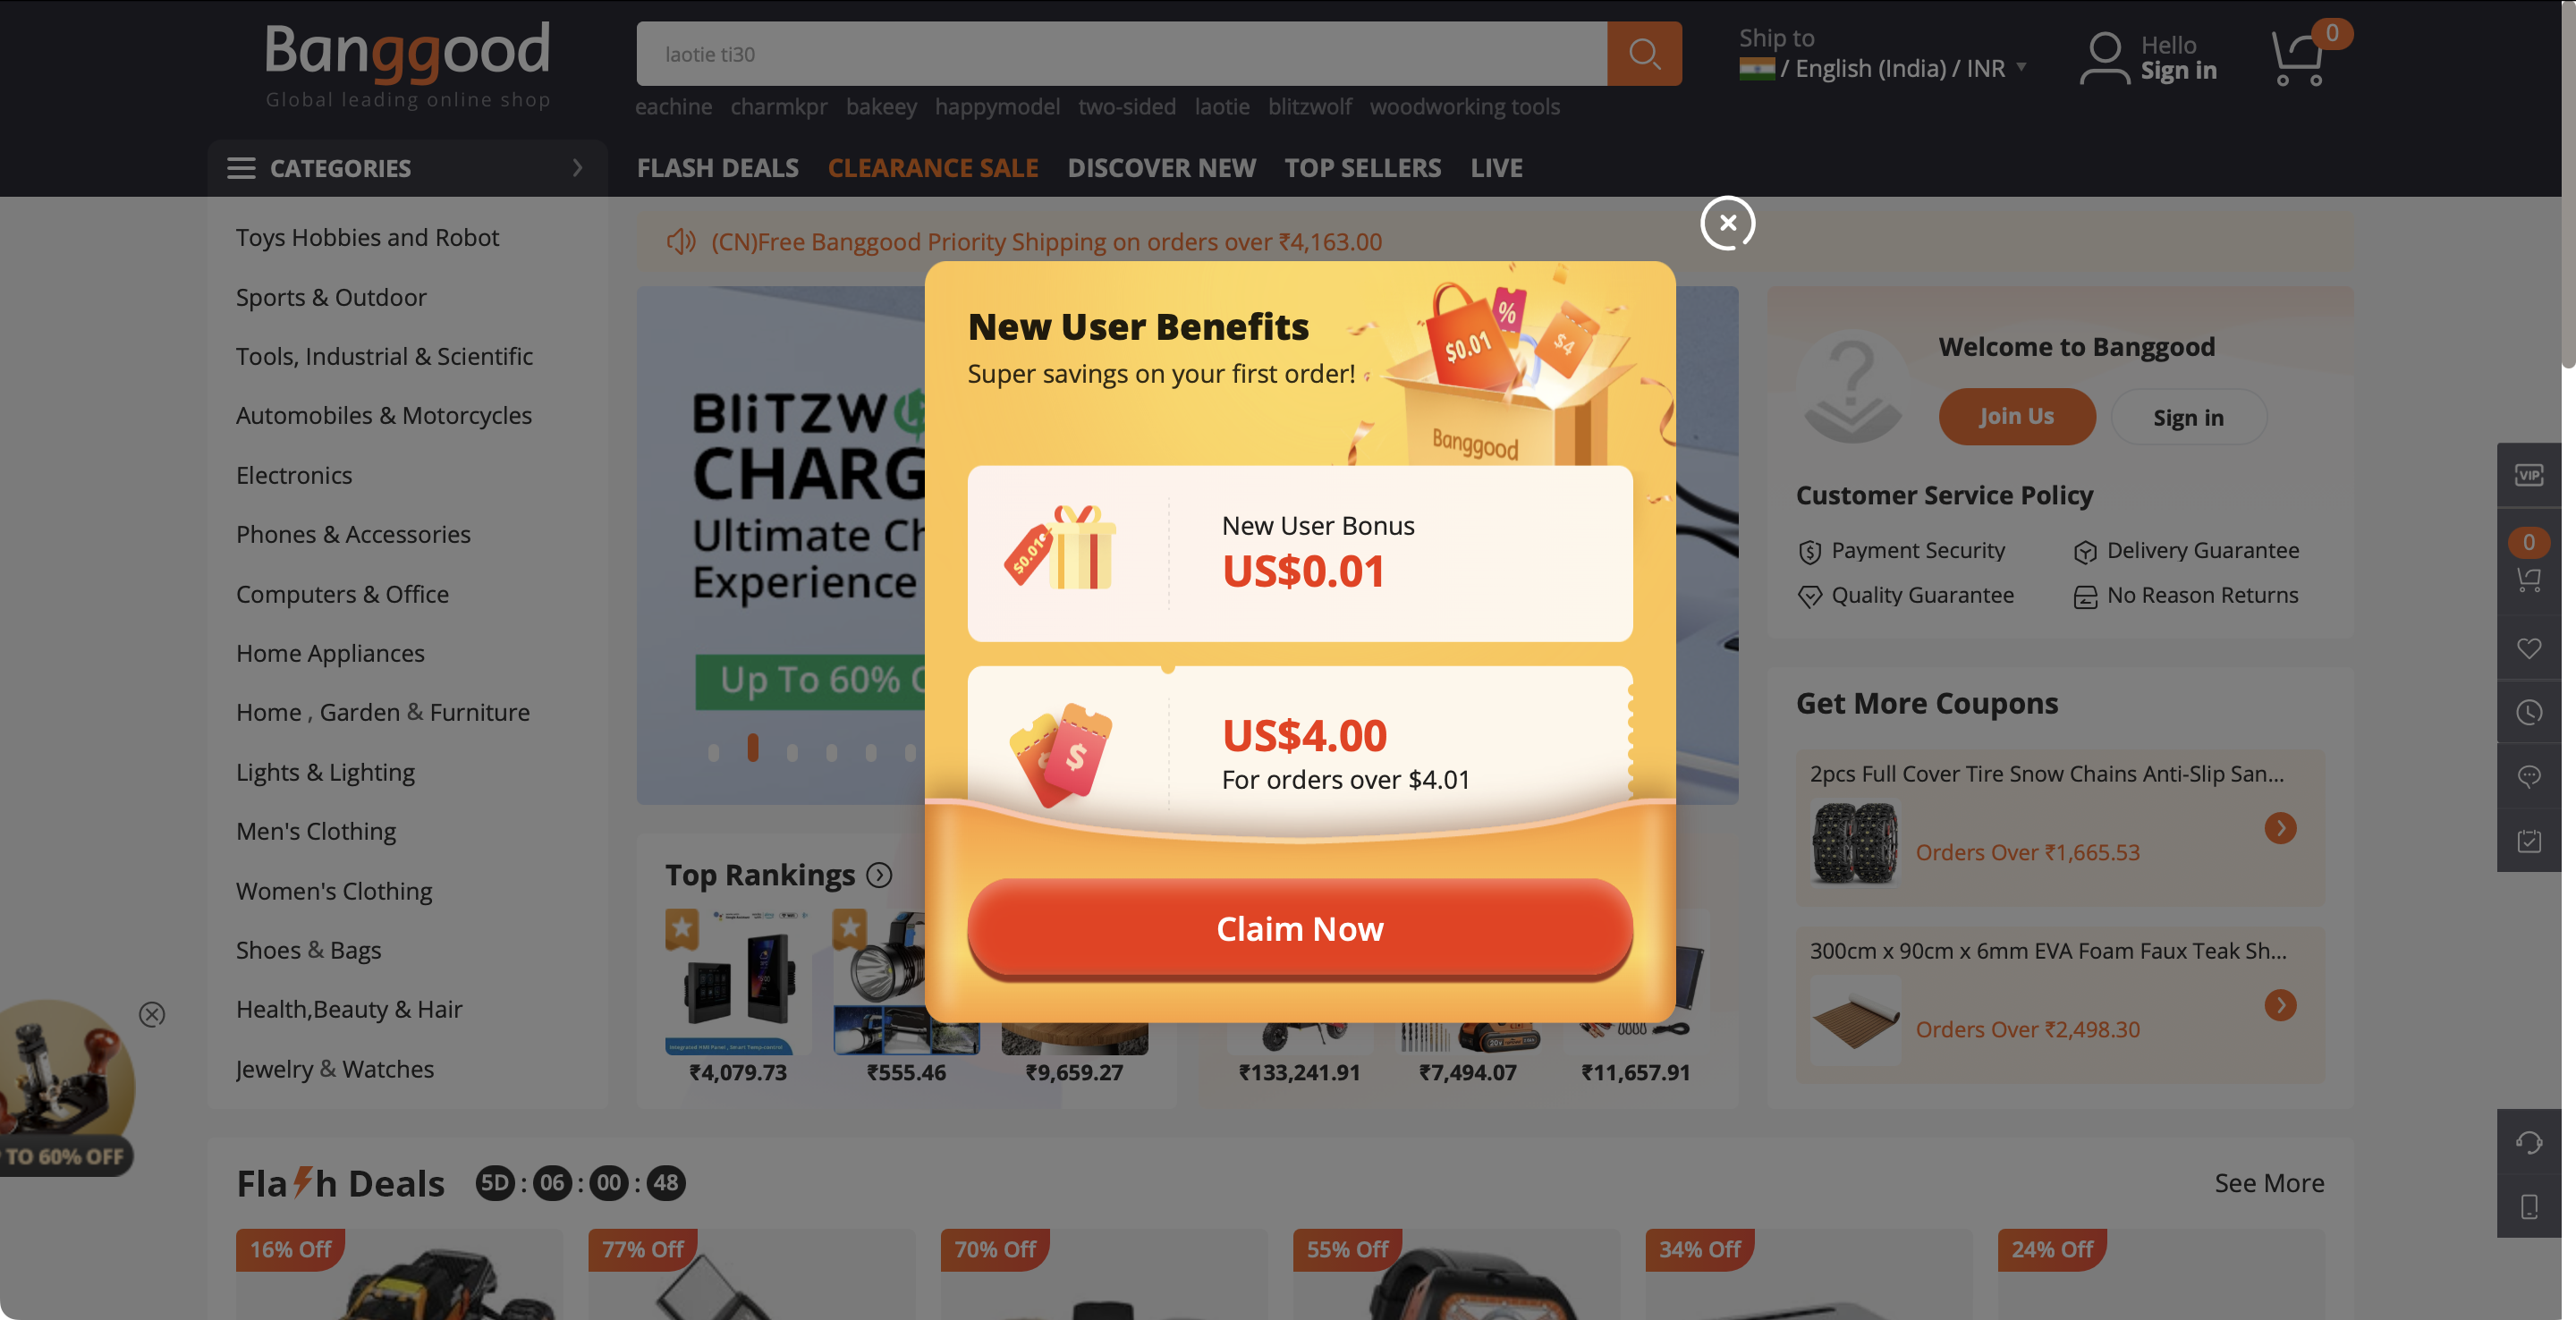 Banggood
Global leading online shop
laotie ti30
eachine charmkpr bakeey happymodel two-sided laotie blitzwolf woodworking tools
Ship to
/ English (India) / INR
Hello
Sign in
0
CATEGORIES
FLASH DEALS CLEARANCE SALE DISCOVER NEW TOP SELLERS LIVE
Toys Hobbies and Robot
Sports & Outdoor
Tools, Industrial & Scientific
Automobiles & Motorcycles
Electronics
Phones & Accessories
Computers & Office
Home Appliances
Home , Garden & Furniture
Lights & Lighting
Men's Clothing
Women's Clothing
Shoes & Bags
Health,Beauty & Hair
Jewelry & Watches
(CN)Free Banggood Priority Shipping on orders over ₹4,163.00
BliTZW
CHARG
Ultimate Ch
Experience
Up To 60%
New User Benefits
Super savings on your first order!
$0.01
%
$4
Banggood
$0.01
New User Bonus
US$0.01
$
US$4.00
For orders over $4.01
Claim Now
Welcome to Banggood
Join Us
Sign in
Customer Service Policy
Payment Security
Delivery Guarantee
Quality Guarantee
No Reason Returns
Get More Coupons
2pcs Full Cover Tire Snow Chains Anti-Slip San...
Orders Over ₹1,665.53
300cm x 90cm x 6mm EVA Foam Faux Teak Sh...
Orders Over ₹2,498.30
VIP
0
Top Rankings
Integrated HMI Panel , Smart Temp-control
20V
₹4,079.73
₹555.46
₹9,659.27
₹133,241.91
₹7,494.07
₹11,657.91
TO 60% OFF
Flash Deals
5D : 06 : 00 : 48
See More
16% Off
77% Off
70% Off
55% Off
34% Off
24% Off